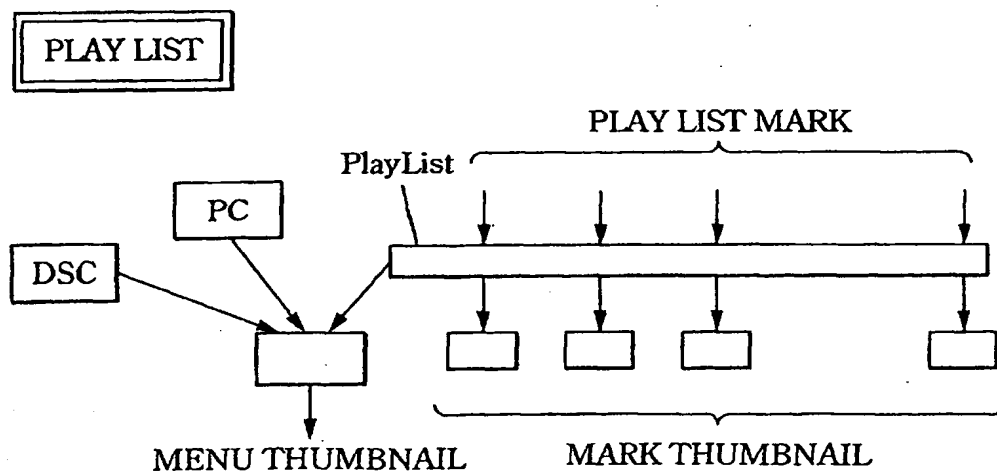 PLAY LIST
PLAY LIST MARK
PlayList
PC
DSC
MENU THUMBNAIL
MARK THUMBNAIL